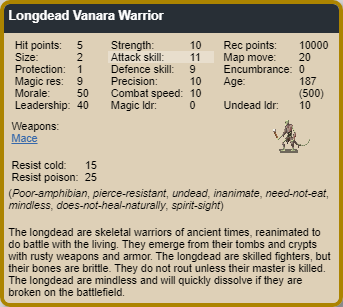 Longdead Vanara Warrior
Hit points: 5 Strength: 10 Rec points: 10000
Size: 2 Attack skill: 11 Map move: 20
Protection: 1 Defence skill: 9 Encumbrance: 0
Magic res: 9 Precision: 10 Age: 187
Morale: 50 Combat speed: 10 (500)
Leadership: 40 Magic ldr: 0 Undead ldr: 10
Weapons:
Mace
Resist cold: 15
Resist poison: 25
(Poor-amphibian, pierce-resistant, undead, inanimate, need-not-eat,
mindless, does-not-heal-naturally, spirit-sight)
The longdead are skeletal warriors of ancient times, reanimated to
do battle with the living. They emerge from their tombs and crypts
with rusty weapons and armor. The longdead are skilled fighters, but
their bones are brittle. They do not rout unless their master is killed.
The longdead are mindless and will quickly dissolve if they are
broken on the battlefield.